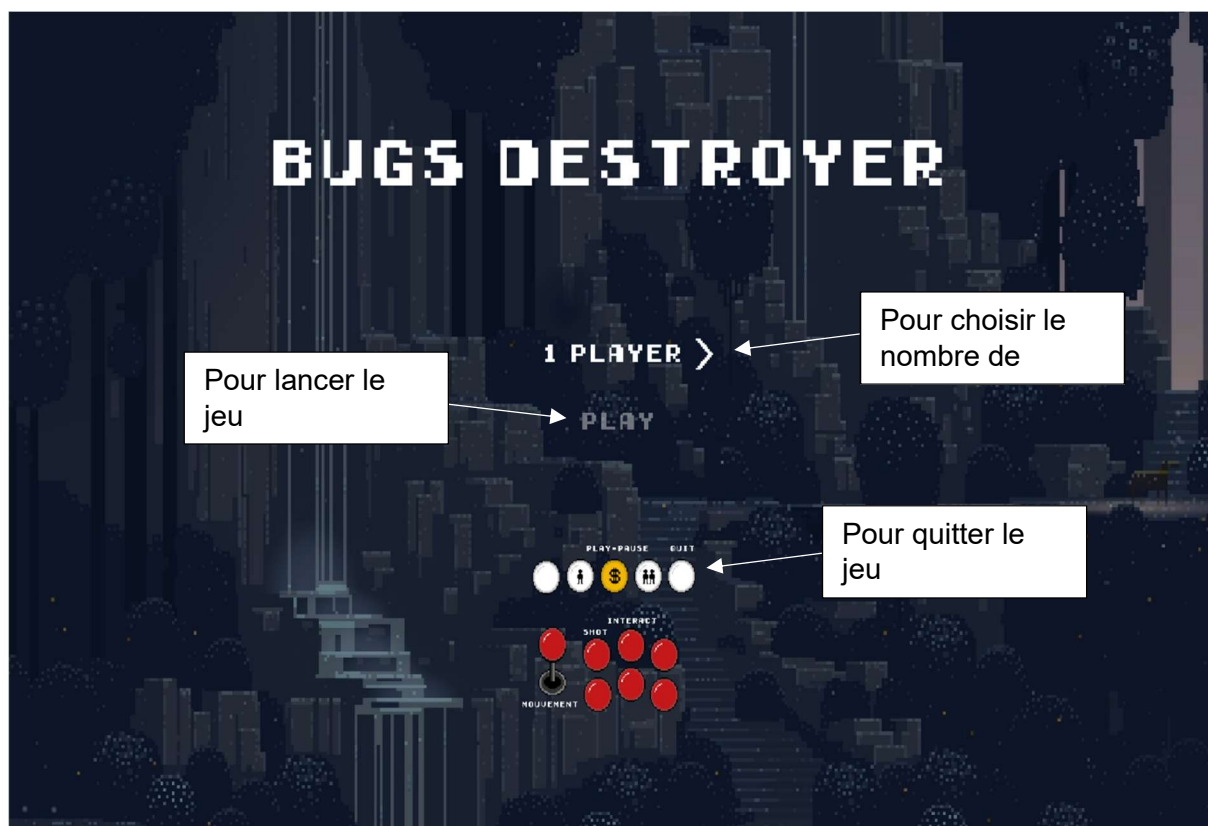 BUGS DESTROYER
1 PLAYER >
Pour choisir le
nombre de
Pour lancer le
jeu
PLAY
Pour quitter le
jeu
PLAY-PAUSE QUIT
$
INTERACT
SHOT
MOUVEMENT